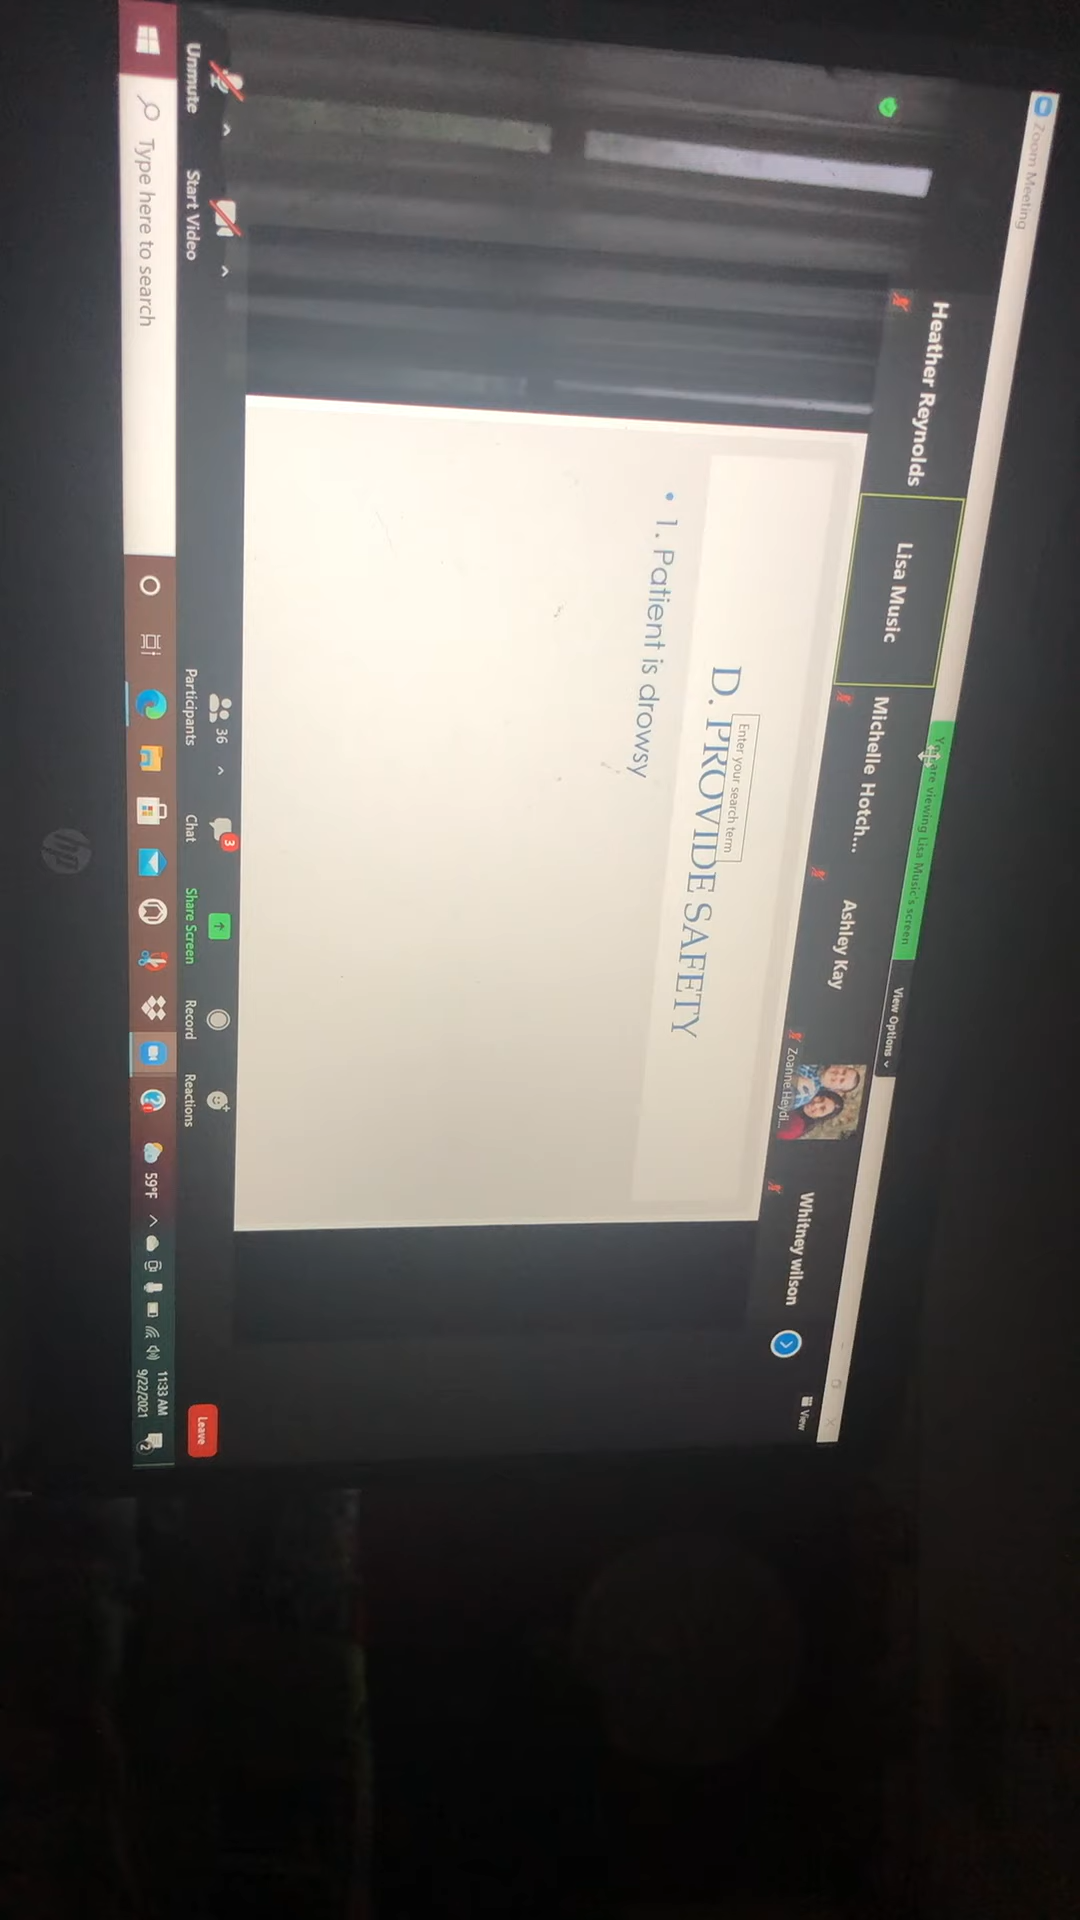 Zoom Meeting
You are viewing Lisa Music's screen
View Options
View
Heather Reynolds
Lisa Music
Michelle Hotch...
Ashley Kay
Zoanne Heydi...
Whitney wilson
Enter your search term
D. PROVIDE SAFETY
• 1. Patient is drowsy
Unmute
Start Video
36
Participants
3
Chat
Share Screen
Record
Reactions
Leave
Type here to search
59°F
11:33 AM
9/22/2021
2
hp